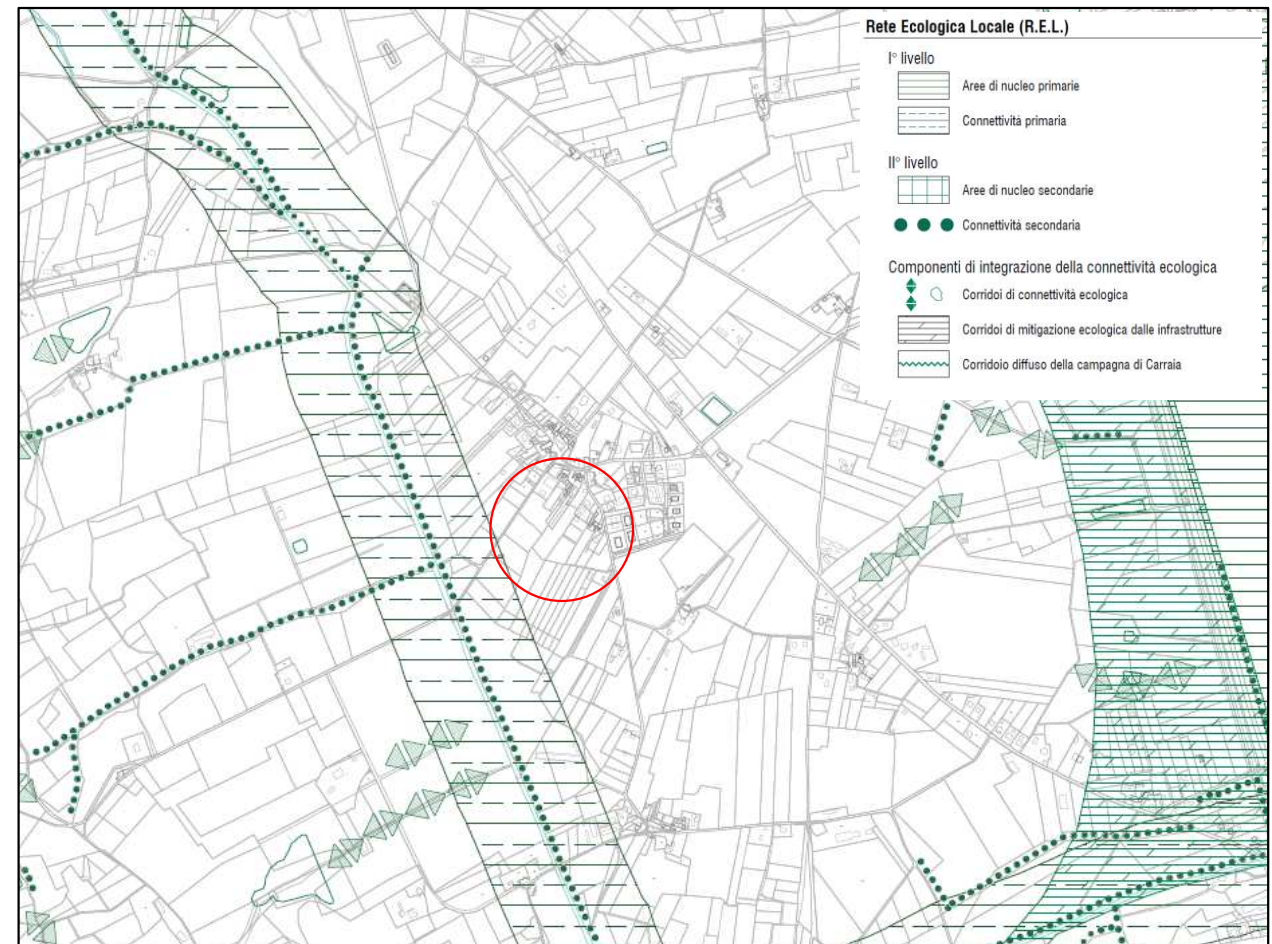 Rete Ecologica Locale (R.E.L.)
I° livello
Aree di nucleo primarie
Connettività primaria
II° livello
Aree di nucleo secondarie
Connettività secondaria
Componenti di integrazione della connettività ecologica
Corridoi di connettività ecologica
Corridoi di mitigazione ecologica dalle infrastrutture
Corridoio diffuso della campagna di Carraia